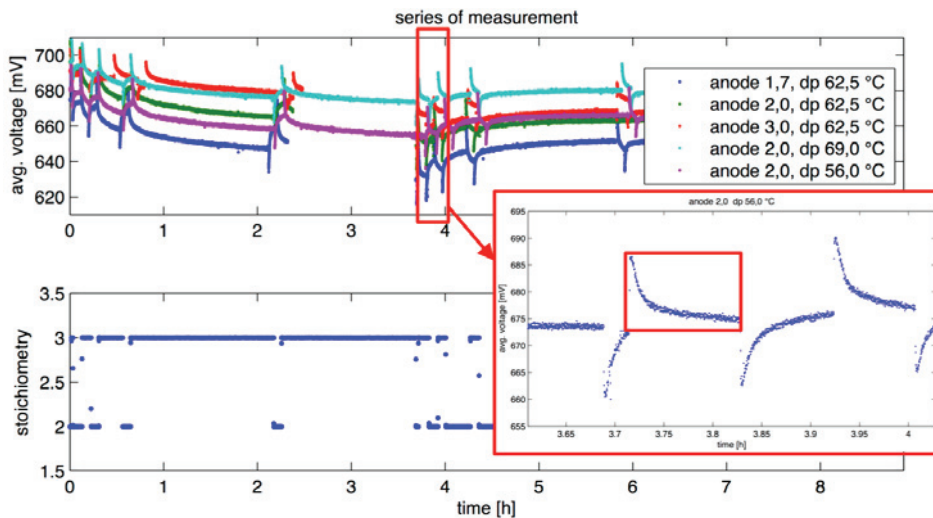 series of measurement
avg. voltage [mV]
700
680
660
640
620
0 1 2 4 5 6 7 8
anode 1,7, dp 62,5 °C
anode 2,0, dp 62,5 °C
anode 3,0, dp 62,5 °C
anode 2,0, dp 69,0 °C
anode 2,0, dp 56,0 °C
anode 2,0 dp 56,0 °C
avg. voltage [mV]
695
690
685
680
675
670
665
660
655
3.65 3.7 3.75 3.8 3.85 3.9 3.95 4
time [h]
stoichiometry
3.5
3
2.5
2
1.5
0 1 2 3 4 5 6 7 8
time [h]